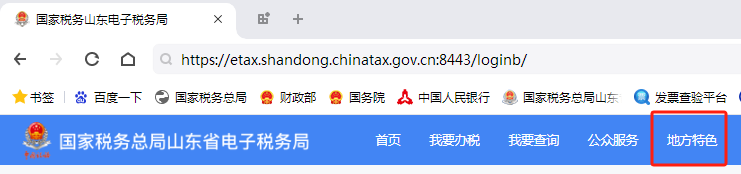 国家税务山东电子税务局
https://etax.shandong.chinatax.gov.cn:8443/loginb/
书签 百度一下 国家税务总局 财政部 国务院 中国人民银行 国家税务总局山东 发票查验平台
国家税务总局山东省电子税务局 首页 我要办税 我要查询 公众服务 地方特色